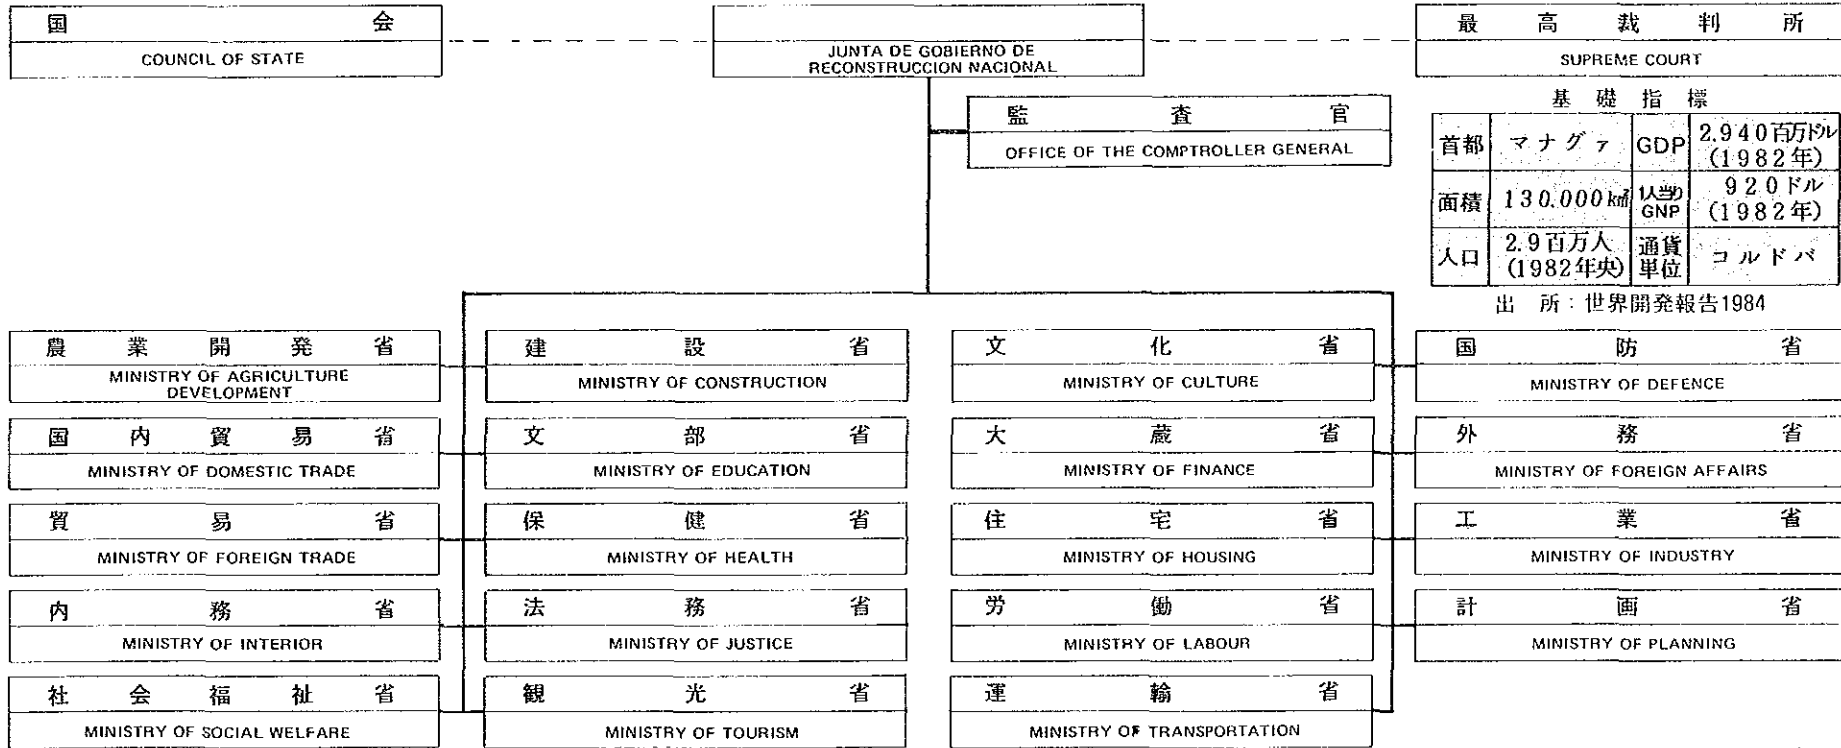 国会
COUNCIL OF STATE
JUNTA DE GOBIERNO DE
RECONSTRUCCION NACIONAL
最高裁判所
SUPREME COURT
監査官
OFFICE OF THE COMPTROLLER GENERAL
基礎指標
首都 マナグァ GDP 2.940百万ドル (1982年)
面積 130.000㎢ 1人当り GNP 920ドル (1982年)
人口 2.9百万人 (1982年央) 通貨単位 コルドバ
出所:世界開発報告1984
農業開発省
MINISTRY OF AGRICULTURE
DEVELOPMENT
建設省
MINISTRY OF CONSTRUCTION
文化省
MINISTRY OF CULTURE
国防省
MINISTRY OF DEFENCE
国内貿易省
MINISTRY OF DOMESTIC TRADE
文部省
MINISTRY OF EDUCATION
大蔵省
MINISTRY OF FINANCE
外務省
MINISTRY OF FOREIGN AFFAIRS
貿易省
MINISTRY OF FOREIGN TRADE
保健省
MINISTRY OF HEALTH
住宅省
MINISTRY OF HOUSING
工業省
MINISTRY OF INDUSTRY
内務省
MINISTRY OF INTERIOR
法務省
MINISTRY OF JUSTICE
労働省
MINISTRY OF LABOUR
計画省
MINISTRY OF PLANNING
社会福祉省
MINISTRY OF SOCIAL WELFARE
観光省
MINISTRY OF TOURISM
運輸省
MINISTRY OF TRANSPORTATION